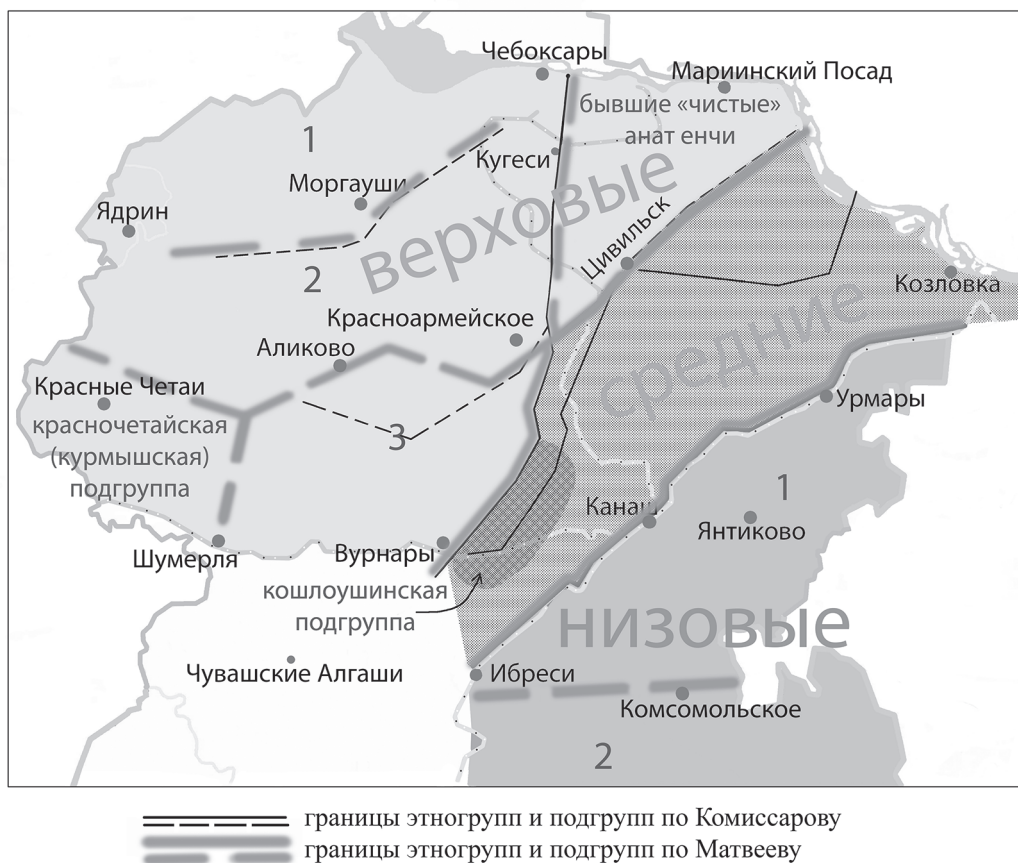 Чебоксары
Мариинский Посад
бывшие «чистые»
анат енчи
1
Кугеси
Моргауши
Ядрин
верховые
Цивильск
2
Козловка
Красноармейское
средние
Аликово
Красные Четаи
Урмары
красночетайская
(курмышская)
подгруппа
3
1
Канаш
Янтиково
Шумерля
Вурнары
кошлоушинская
подгруппа
низовые
Чувашские Алгаши
Ибреси
Комсомольское
2
границы этногрупп и подгрупп по Комиссарову
границы этногрупп и подгрупп по Матвееву